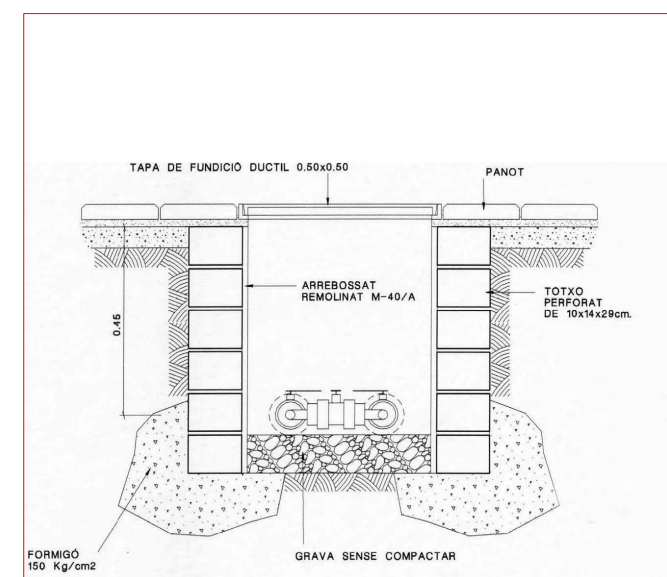 TAPA DE FUNDICIÓ DUCTIL 0.50x0.50
PANOT
ARREBOSSAT
REMOLINAT M-40/A
TOTXO
PERFORAT
DE 10x14x29cm.
0.45
FORMIGÓ
150 Kg/cm2
GRAVA SENSE COMPACTAR